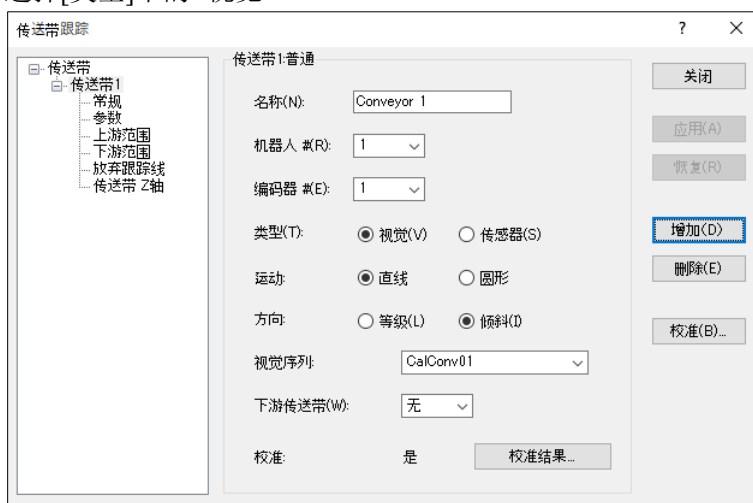 传送带跟踪
? ×
传送带
传送带1
常规
参数
上游范围
下游范围
放弃跟踪线
传送带 Z轴
传送带1:普通
名称(N): Conveyor 1
机器人 #(R): 1
编码器 #(E): 1
类型(T): 视觉(V) 传感器(S)
运动: 直线 圆形
方向: 等级(L) 倾斜(I)
视觉序列: CalConv01
下游传送带(W): 无
校准: 是 校准结果...
关闭
应用(A)
恢复(R)
增加(D)
删除(E)
校准(B)...